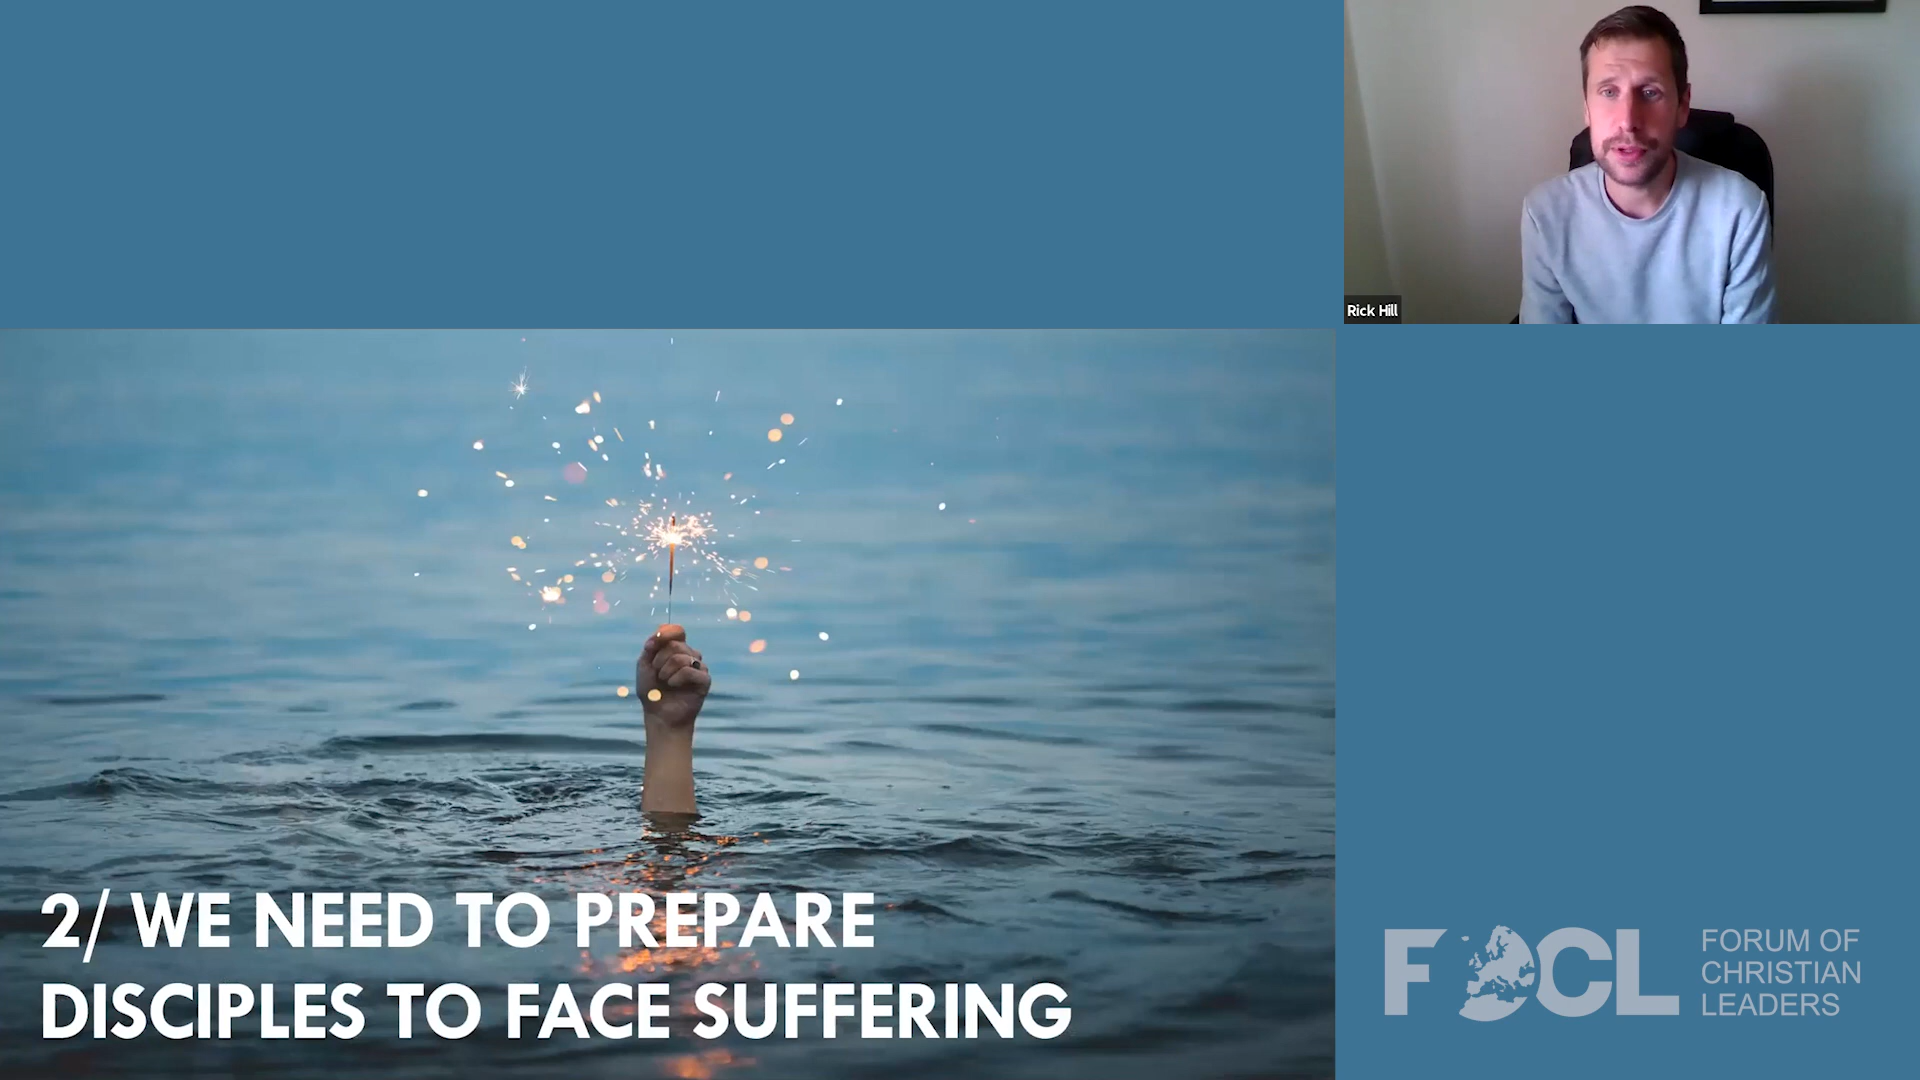 Rick Hill
2/ WE NEED TO PREPARE
DISCIPLES TO FACE SUFFERING
FOCL
FORUM OF
CHRISTIAN
LEADERS